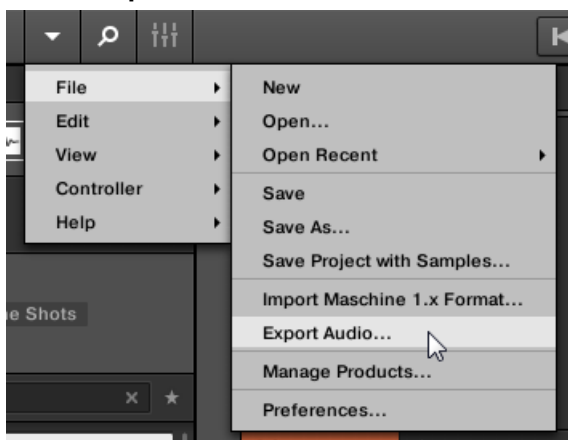 File
Edit
View
Controller
Help
New
Open...
Open Recent
Save
Save As...
Save Project with Samples...
Import Maschine 1.x Format...
Export Audio...
Manage Products...
Preferences...
e Shots